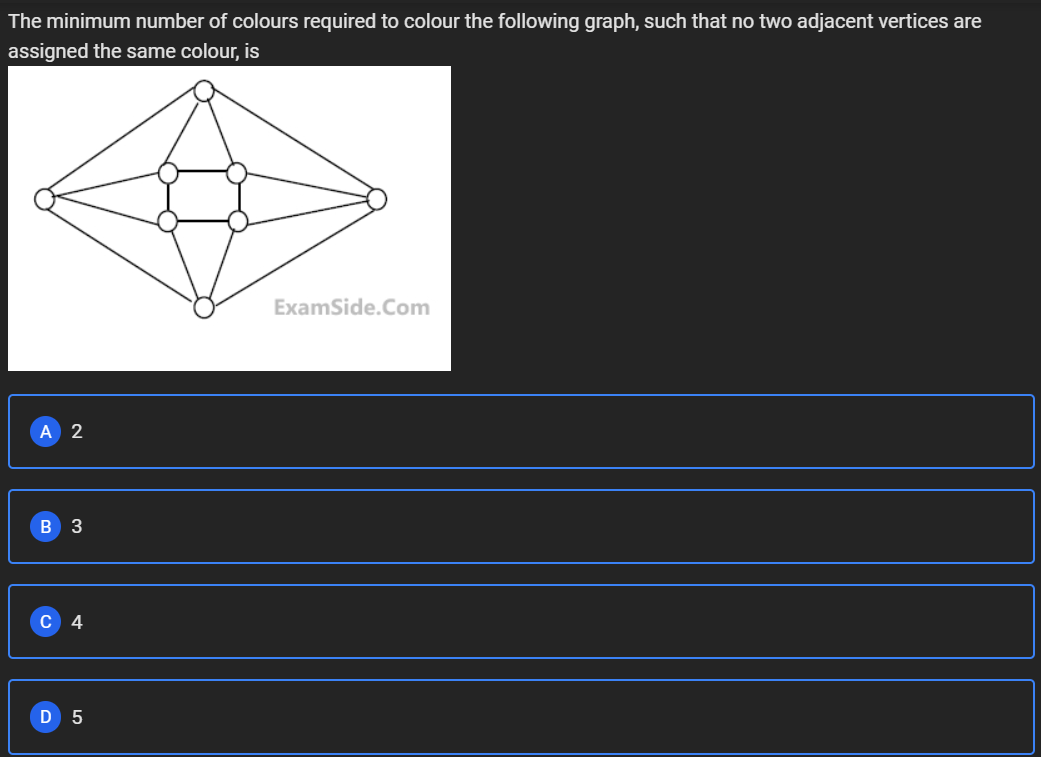 The minimum number of colours required to colour the following graph, such that no two adjacent vertices are
assigned the same colour, is
ExamSide.Com
A 2
B 3
C 4
D 5